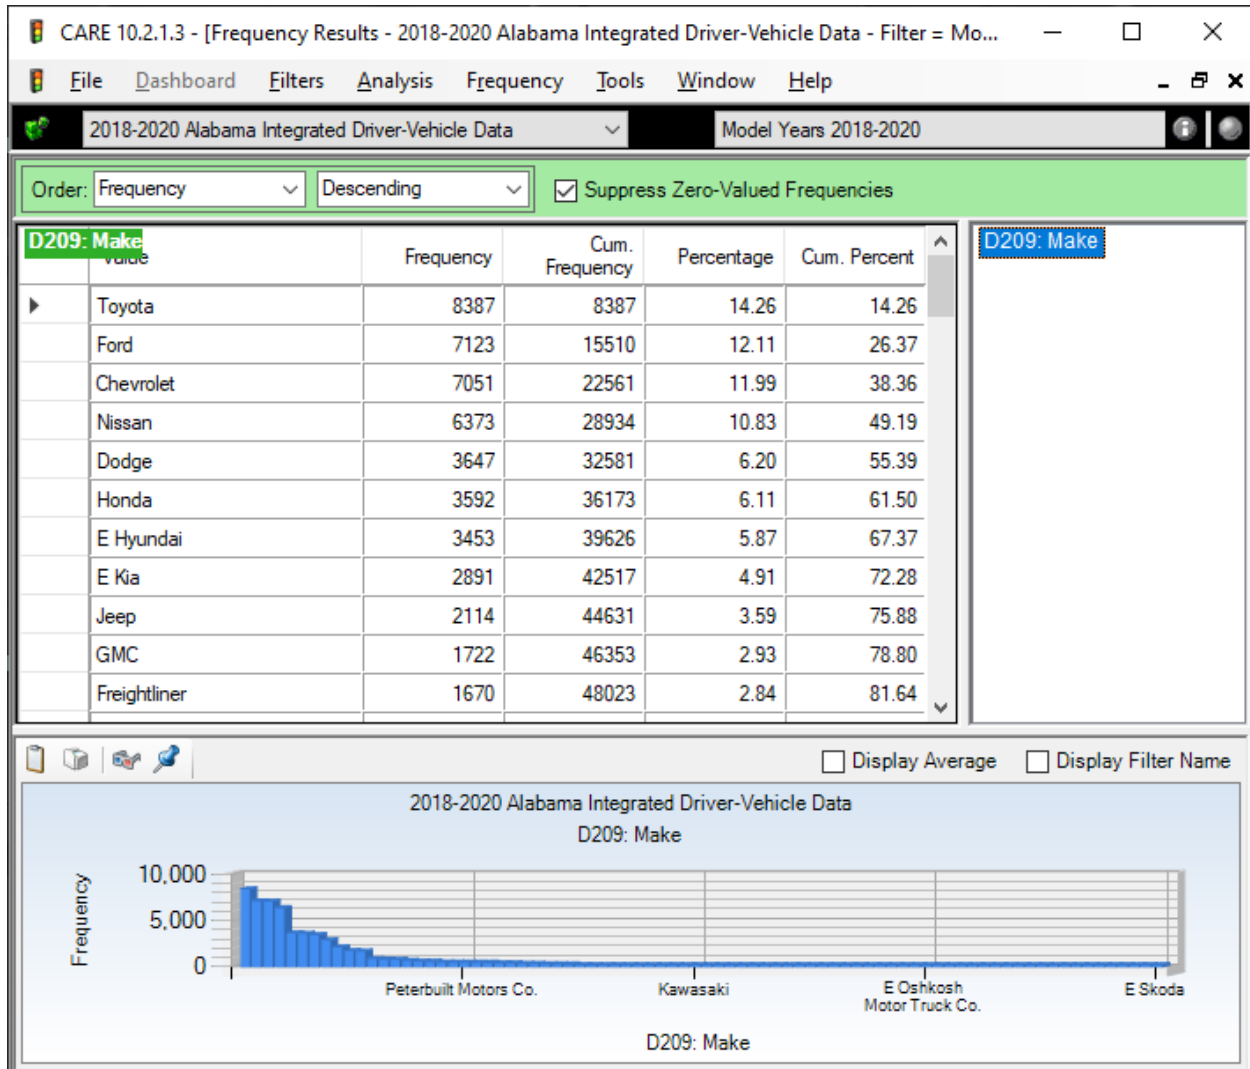 CARE 10.2.1.3 - [Frequency Results - 2018-2020 Alabama Integrated Driver-Vehicle Data - Filter = Mo...
File Dashboard Filters Analysis Frequency Tools Window Help
2018-2020 Alabama Integrated Driver-Vehicle Data Model Years 2018-2020
Order: Frequency Descending Suppress Zero-Valued Frequencies
D209: Make Frequency Cum. Frequency Percentage Cum. Percent D209: Make
Toyota 8387 8387 14.26 14.26
Ford 7123 15510 12.11 26.37
Chevrolet 7051 22561 11.99 38.36
Nissan 6373 28934 10.83 49.19
Dodge 3647 32581 6.20 55.39
Honda 3592 36173 6.11 61.50
E Hyundai 3453 39626 5.87 67.37
E Kia 2891 42517 4.91 72.28
Jeep 2114 44631 3.59 75.88
GMC 1722 46353 2.93 78.80
Freightliner 1670 48023 2.84 81.64
Display Average Display Filter Name
2018-2020 Alabama Integrated Driver-Vehicle Data
D209: Make
Frequency
10,000
5,000
0
Peterbuilt Motors Co. Kawasaki E Oshkosh Motor Truck Co. E Skoda
D209: Make